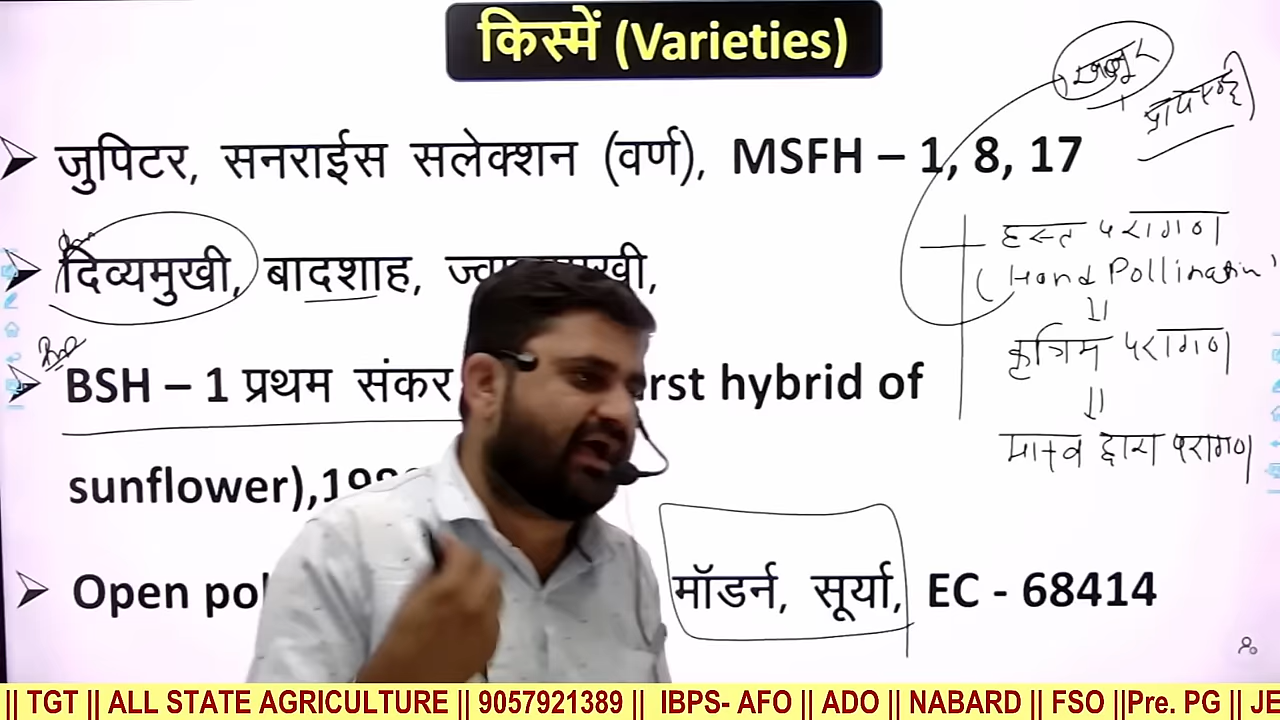 किस्में (Varieties)
खजूर
जुपिटर, सनराईस सलेक्शन (वर्ण), MSFH – 1, 8, 17
हस्त परागण
दिव्यमुखी, बादशाह,
(Hand Pollination)
कृत्रिम परागण
BSH – 1 प्रथम संकर
hybrid of
मानव द्वारा परागण
sunflower),
Open
मॉडर्न, सूर्या, EC - 68414
|| TGT || ALL STATE AGRICULTURE || 9057921389 || IBPS- AFO || ADO || NABARD || FSO ||Pre. PG || JE